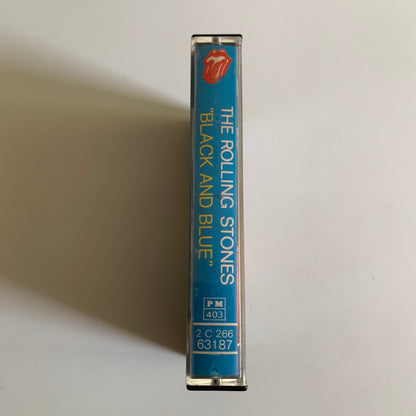 THE ROLLING STONES
"BLACK AND BLUE"
PM
403
2 C 266
63187